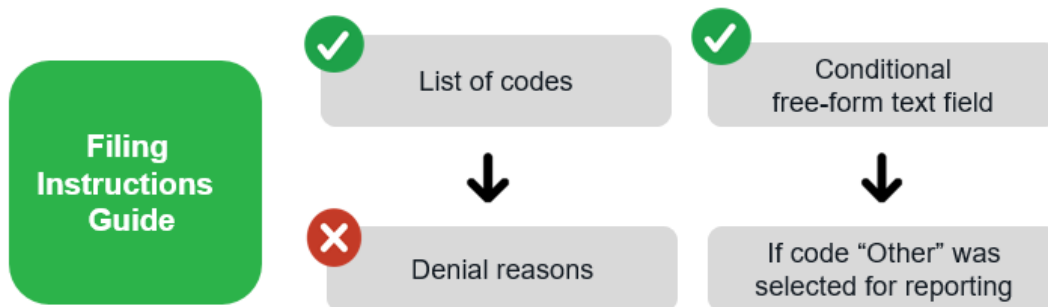 Filing
Instructions
Guide
List of codes
Denial reasons
Conditional
free-form text field
If code “Other” was
selected for reporting